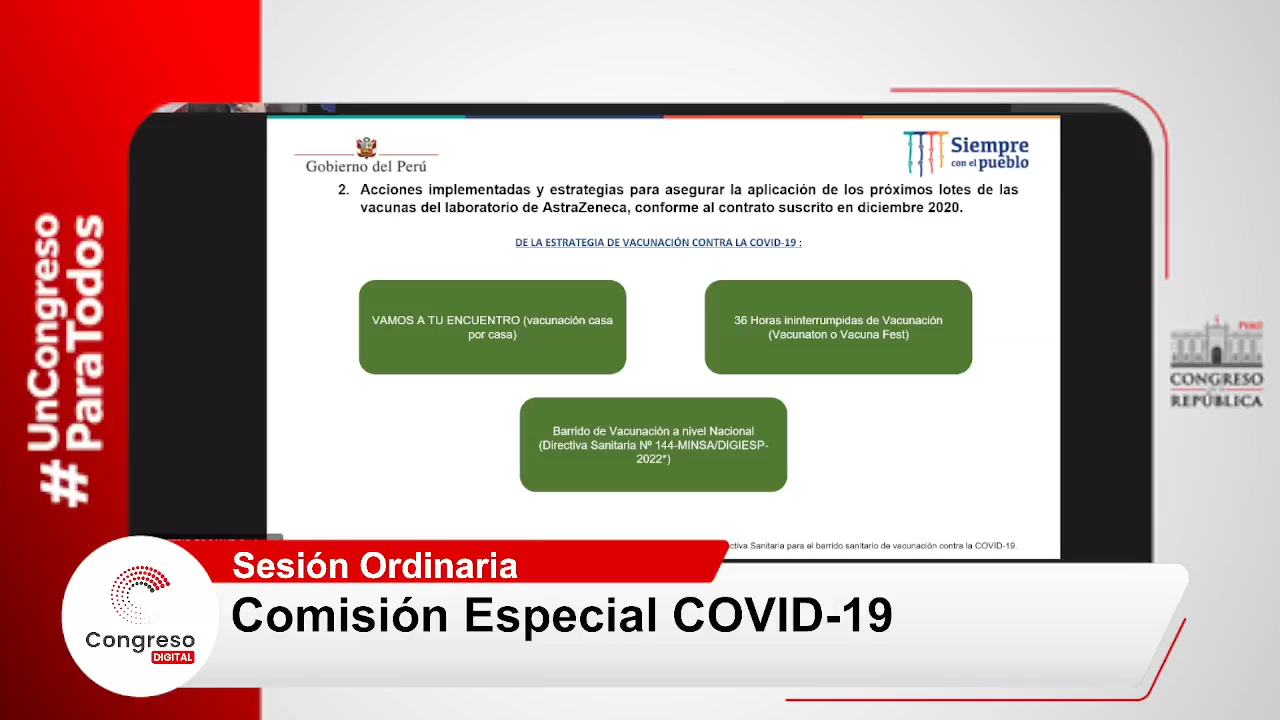 #UnCongreso
ParaTodos
Gobierno del Perú
Siempre
con el pueblo
2. Acciones implementadas y estrategias para asegurar la aplicación de los próximos lotes de las
vacunas del laboratorio de AstraZeneca, conforme al contrato suscrito en diciembre 2020.
DE LA ESTRATEGIA DE VACUNACIÓN CONTRA LA COVID-19 :
VAMOS A TU ENCUENTRO (vacunación casa
por casa)
36 Horas ininterrumpidas de Vacunación
(Vacunaton o Vacuna Fest)
Barrido de Vacunación a nivel Nacional
(Directiva Sanitaria Nº 144-MINSA/DIGIESP-
2022*)
Sanitaria para el barrido sanitario de vacunación contra la COVID-19.
PERÚ
CONGRESO
REPÚBLICA
Sesión Ordinaria
Comisión Especial COVID-19
Congreso
DIGITAL